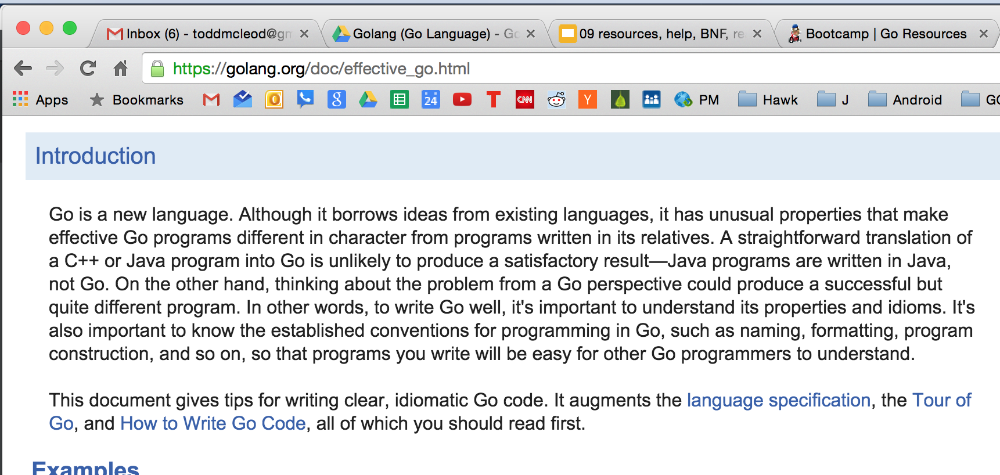 Inbox (6) - toddmcleod@gm
Golang (Go Language) - Go
09 resources, help, BNF, re
Bootcamp | Go Resources
https://golang.org/doc/effective_go.html
Apps Bookmarks 24 CNN Y PM Hawk J Android GO
Introduction
Go is a new language. Although it borrows ideas from existing languages, it has unusual properties that make
effective Go programs different in character from programs written in its relatives. A straightforward translation of
a C++ or Java program into Go is unlikely to produce a satisfactory result—Java programs are written in Java,
not Go. On the other hand, thinking about the problem from a Go perspective could produce a successful but
quite different program. In other words, to write Go well, it's important to understand its properties and idioms. It's
also important to know the established conventions for programming in Go, such as naming, formatting, program
construction, and so on, so that programs you write will be easy for other Go programmers to understand.
This document gives tips for writing clear, idiomatic Go code. It augments the language specification, the Tour of
Go, and How to Write Go Code, all of which you should read first.
Examples